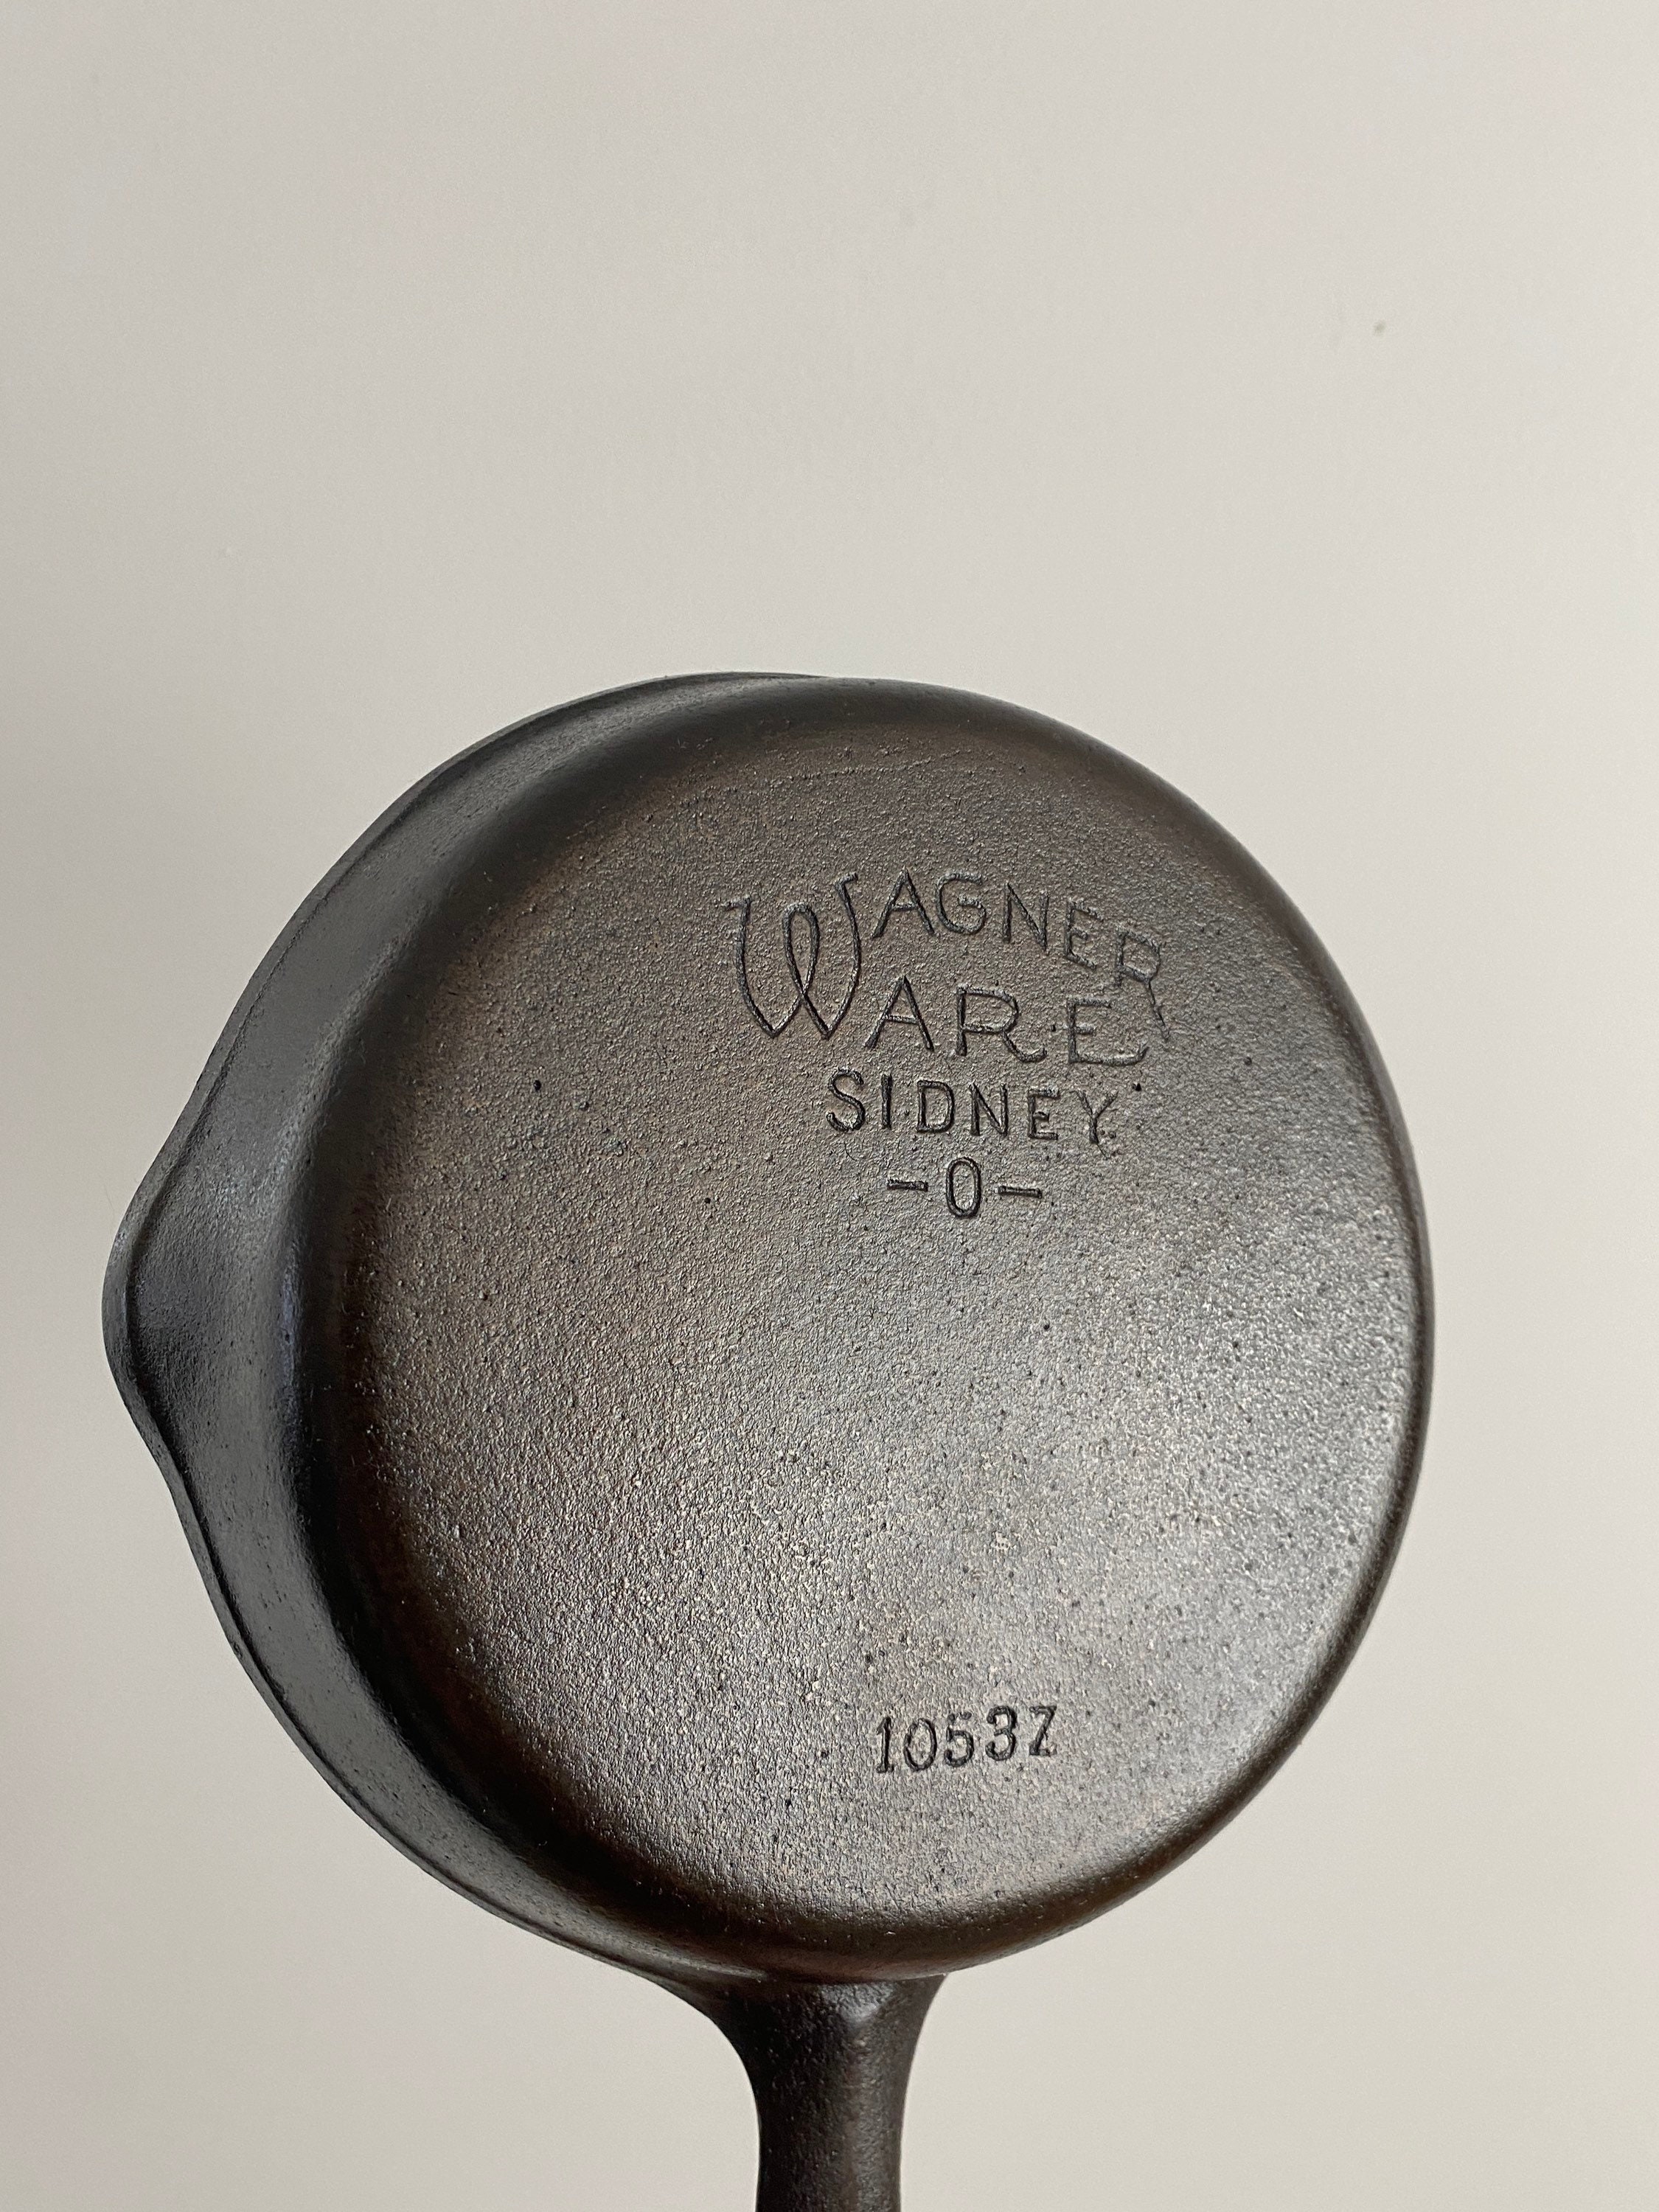 WAGNER
WARE
SIDNEY
-0-
1053Z